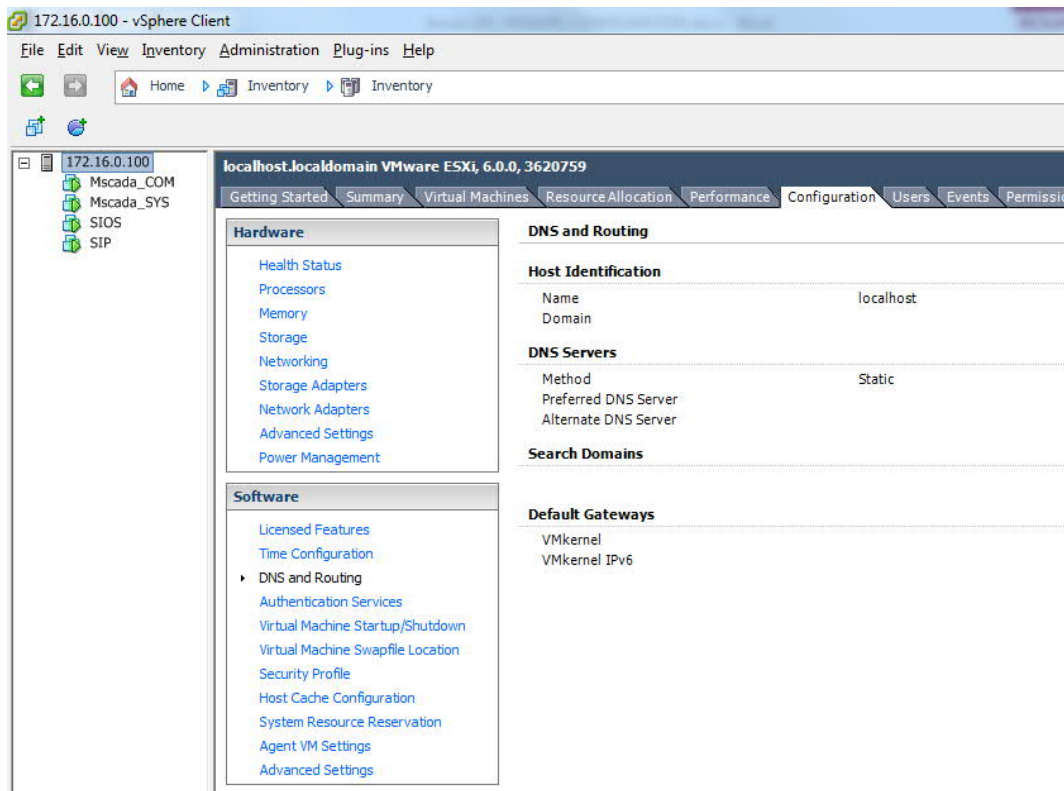 172.16.0.100 - vSphere Client
File Edit View Inventory Administration Plug-ins Help
Home Inventory Inventory
172.16.0.100
Mscada_COM
Mscada_SYS
SIOS
SIP
localhost.localdomain VMware ESXi, 6.0.0, 3620759
Getting Started Summary Virtual Machines Resource Allocation Performance Configuration Users Events Permissio
Hardware
Health Status
Processors
Memory
Storage
Networking
Storage Adapters
Network Adapters
Advanced Settings
Power Management
Software
Licensed Features
Time Configuration
DNS and Routing
Authentication Services
Virtual Machine Startup/Shutdown
Virtual Machine Swapfile Location
Security Profile
Host Cache Configuration
System Resource Reservation
Agent VM Settings
Advanced Settings
DNS and Routing
Host Identification
Name localhost
Domain
DNS Servers
Method Static
Preferred DNS Server
Alternate DNS Server
Search Domains
Default Gateways
VMkernel
VMkernel IPv6